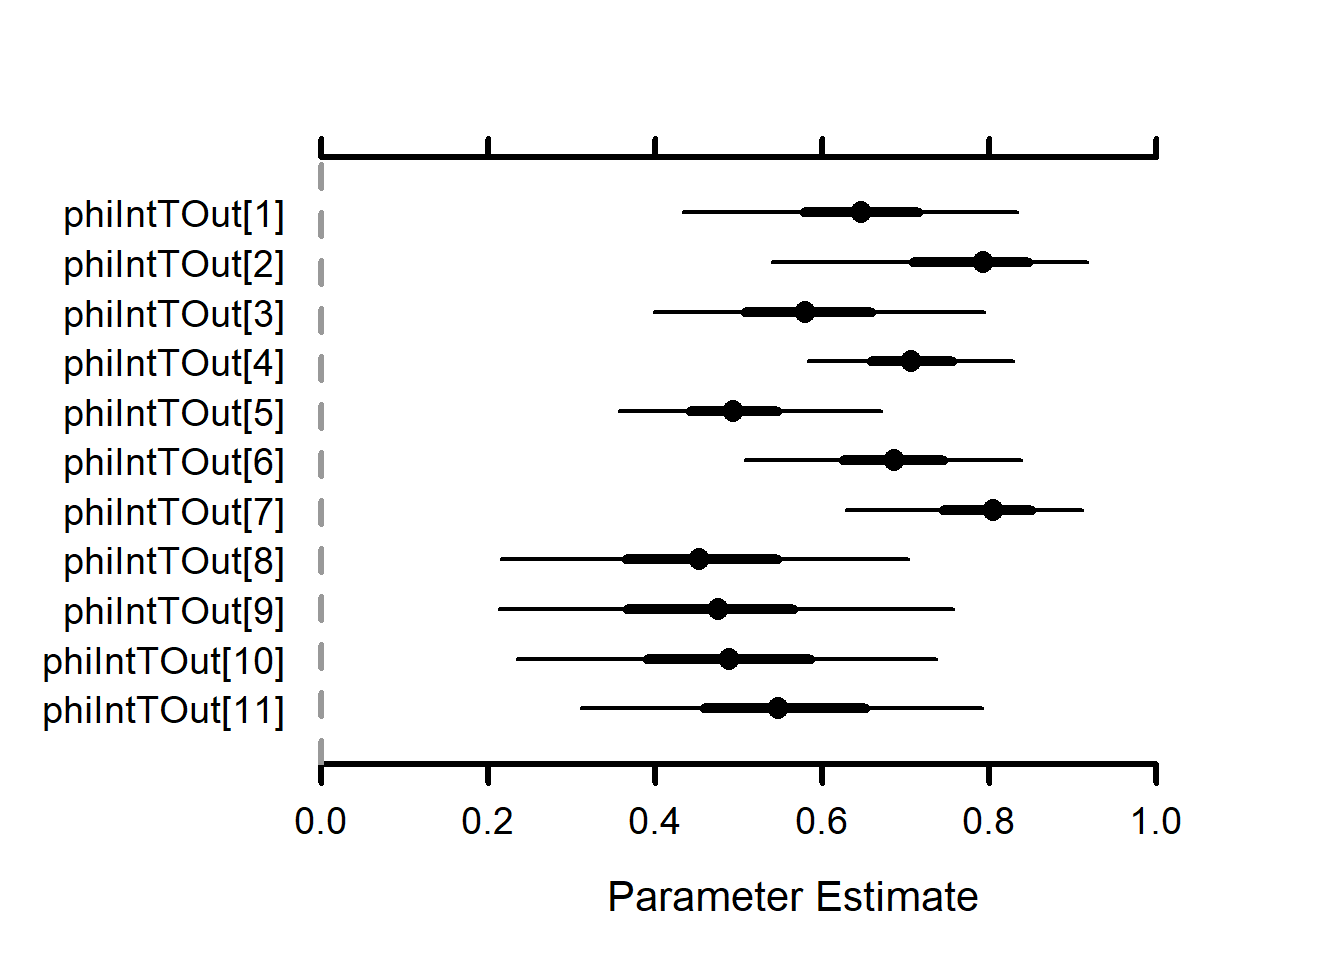 phiIntTOut[1]
phiIntTOut[2]
phiIntTOut[3]
phiIntTOut[4]
phiIntTOut[5]
phiIntTOut[6]
phiIntTOut[7]
phiIntTOut[8]
phiIntTOut[9]
phiIntTOut[10]
phiIntTOut[11]
0.0 0.2 0.4 0.6 0.8 1.0
Parameter Estimate